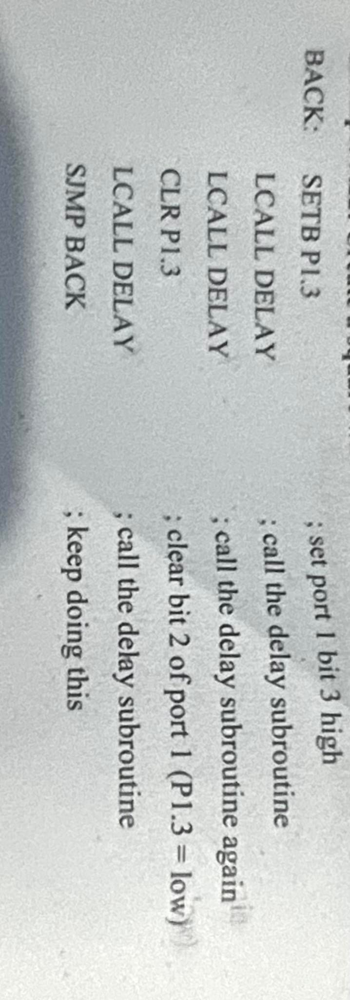 BACK: SETB P1.3 ; set port 1 bit 3 high
LCALL DELAY ; call the delay subroutine
LCALL DELAY ; call the delay subroutine again
CLR P1.3 ; clear bit 2 of port 1 (P1.3 = low)
LCALL DELAY ; call the delay subroutine
SJMP BACK ; keep doing this